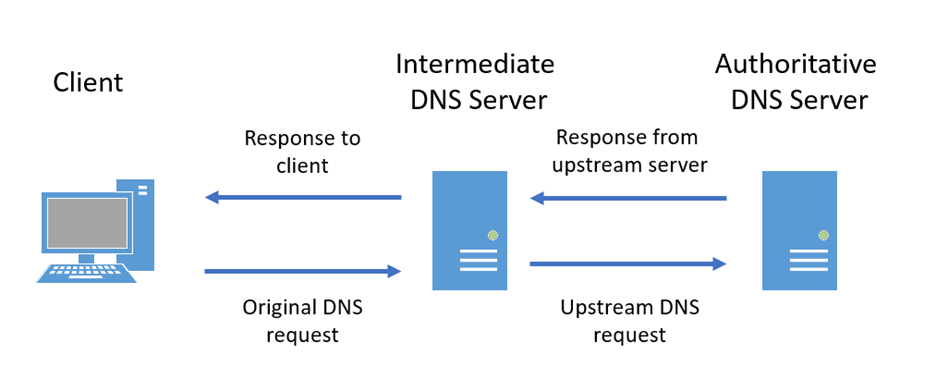 Client
Intermediate
DNS Server
Authoritative
DNS Server
Response to
client
Response from
upstream server
Original DNS
request
Upstream DNS
request